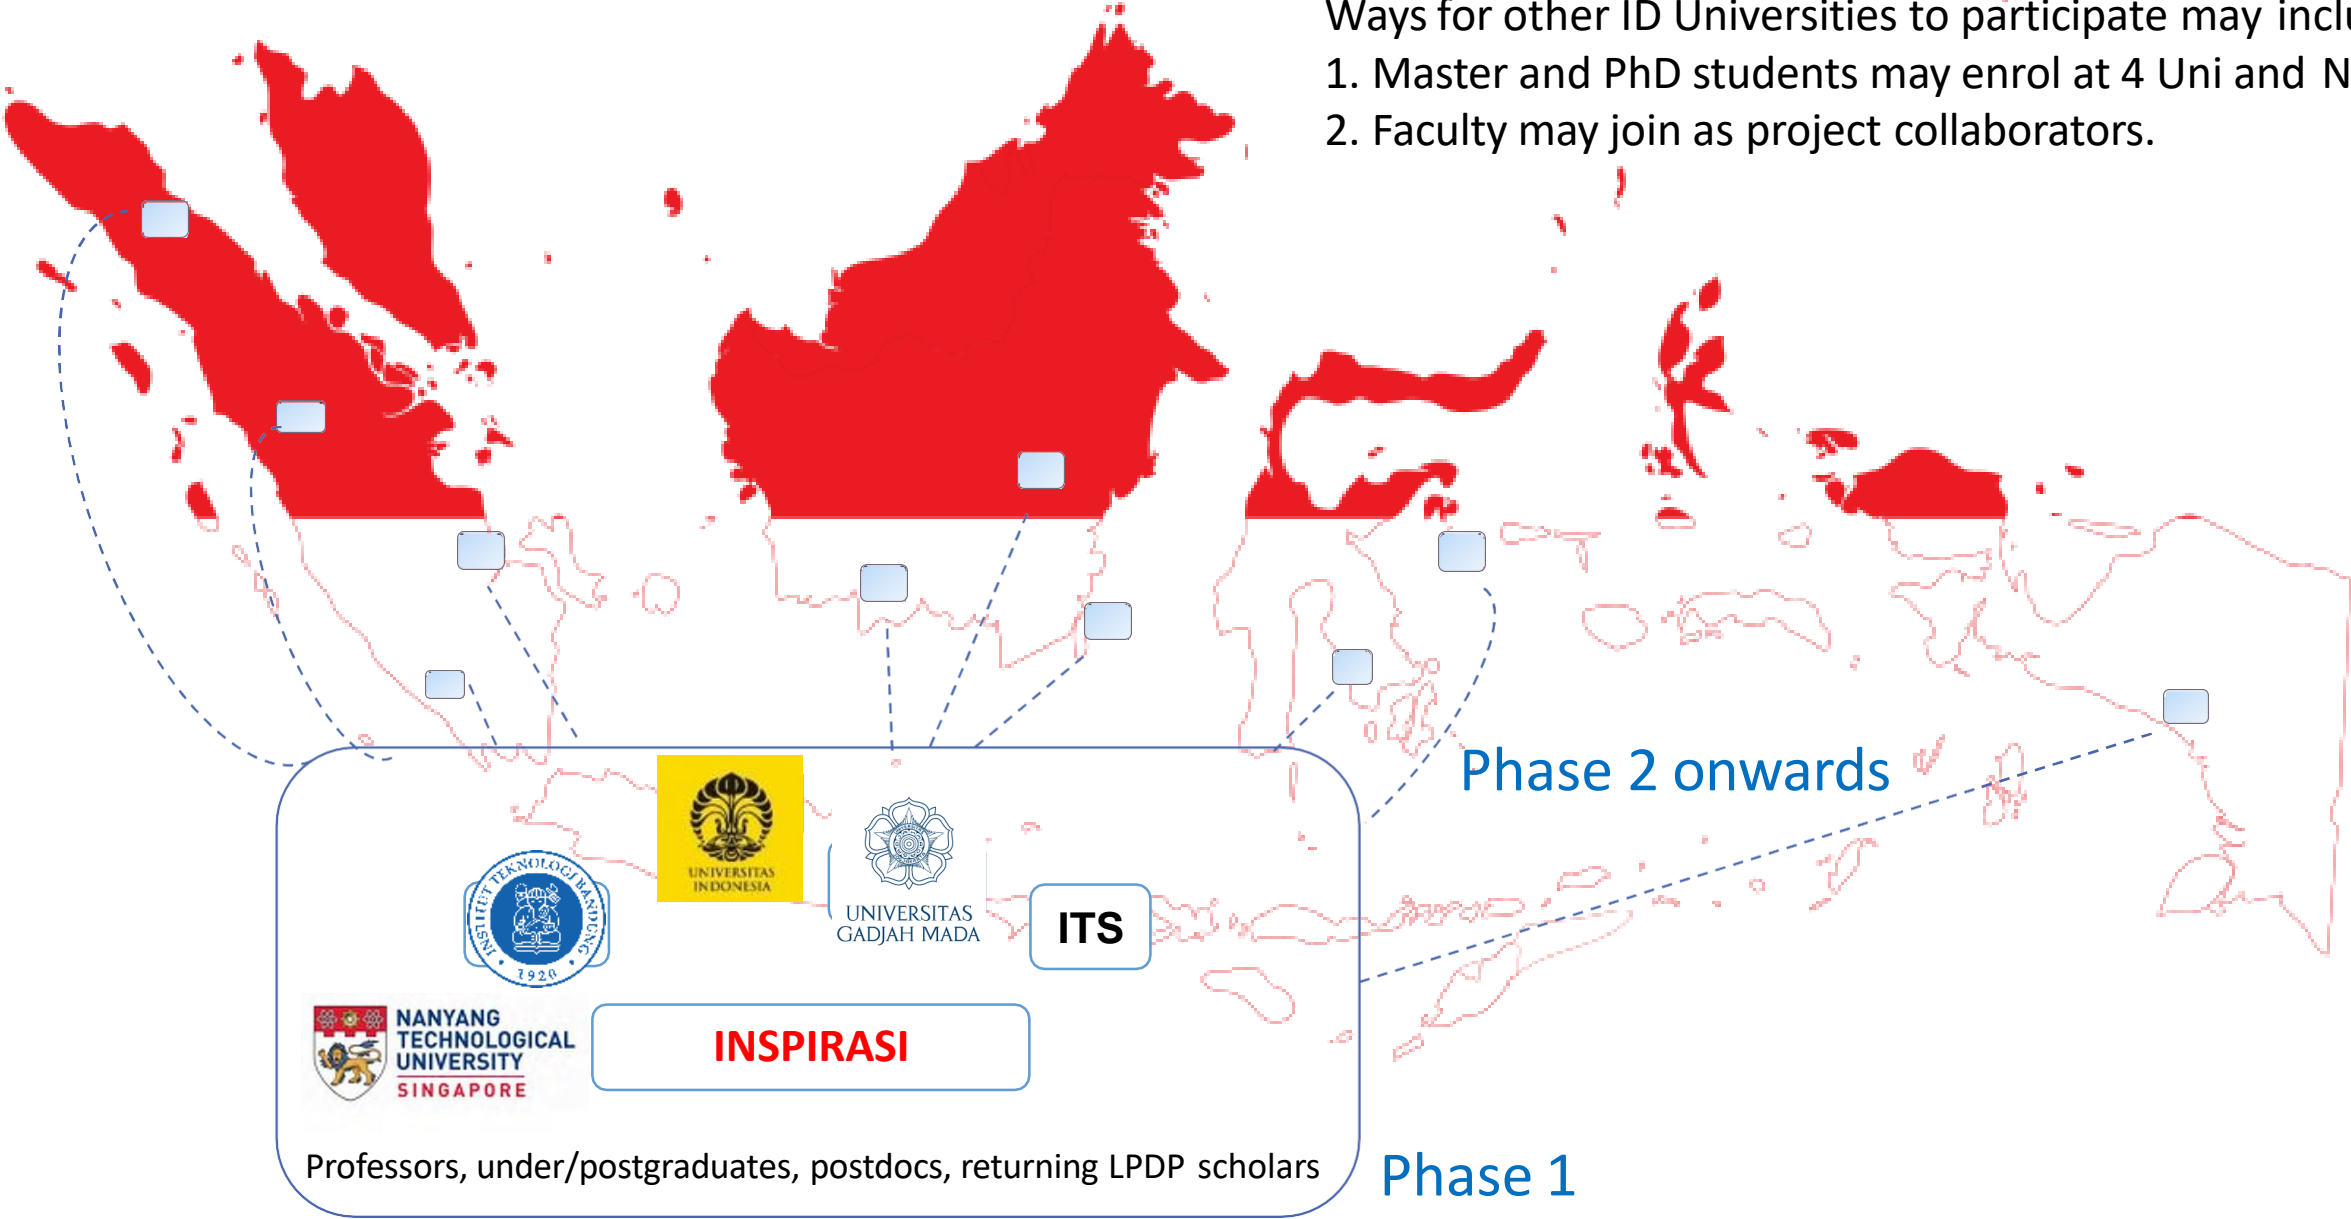 Ways for other ID Universities to participate may
1. Master and PhD students may enrol at 4 Uni and
2. Faculty may join as project collaborators.
Phase 2 onwards
UNIVERSITAS
INDONESIA
INSTITUT TEKNOLOGI BANDUNG
1920
UNIVERSITAS
GADJAH MADA
ITS
NANYANG
TECHNOLOGICAL
UNIVERSITY
SINGAPORE
INSPIRASI
Professors, under/postgraduates, postdocs, returning LPDP scholars
Phase 1